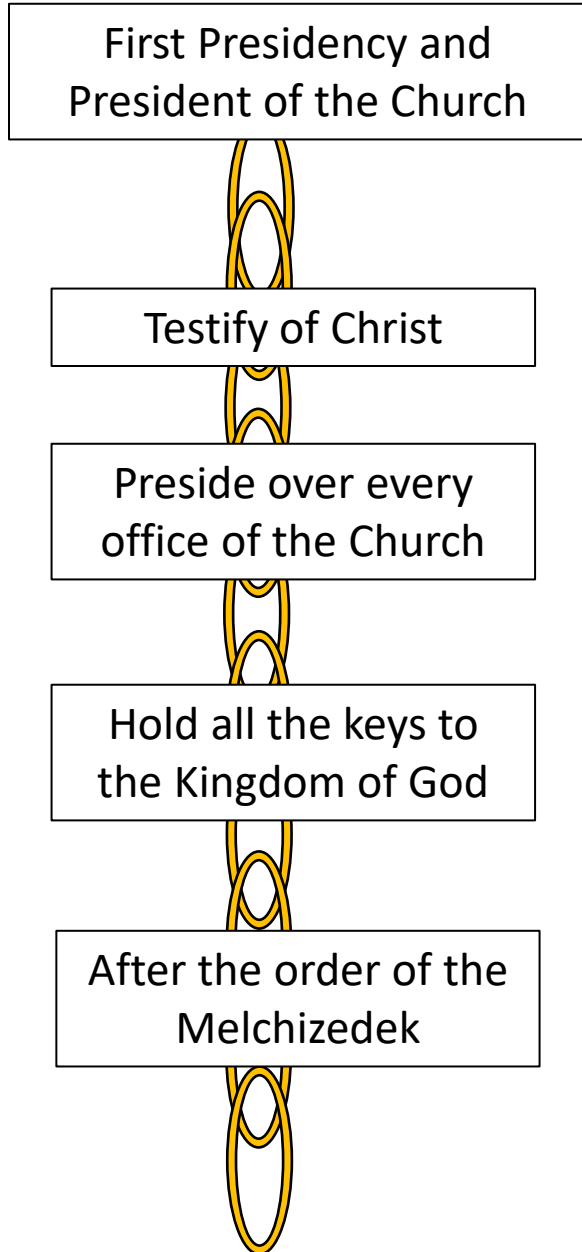 First Presidency and
President of the Church
Testify of Christ
Preside over every
office of the Church
Hold all the keys to
the Kingdom of God
After the order of the
Melchizedek